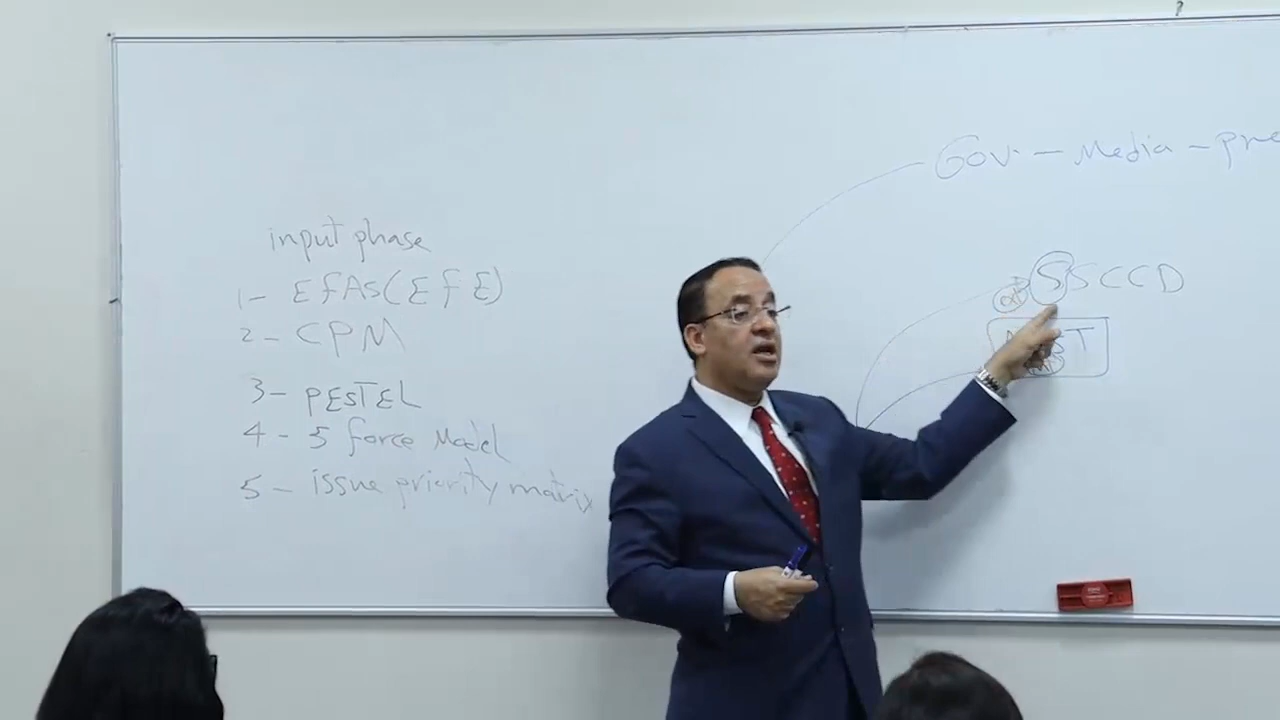 input phase
1- EfAs(EfE)
2- CPM
3- PESTEL
4- 5 force Model
5- issue priority matrix
Gov. - Media - pre
SSCCD